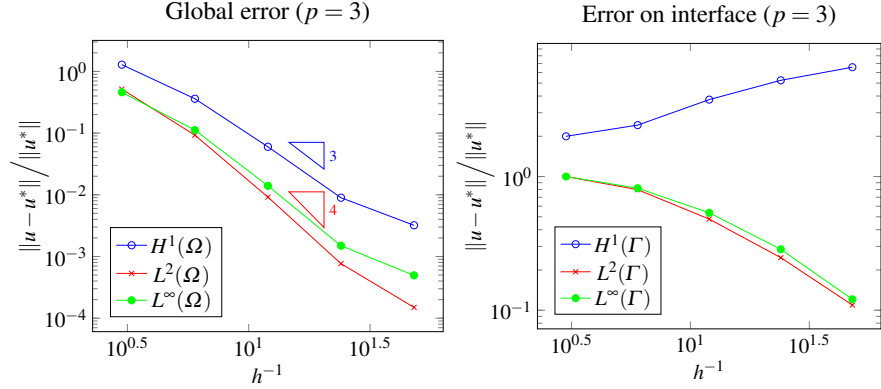 Global error (p = 3)
10^0
10^{-1}
10^{-2}
10^{-3}
10^{-4}
‖u − u*‖ / ‖u*‖
3
4
H^1(Ω)
L^2(Ω)
L^∞(Ω)
10^{0.5}
10^1
10^{1.5}
h^{-1}
Error on interface (p = 3)
10^0
10^{-1}
‖u − u*‖ / ‖u*‖
H^1(Γ)
L^2(Γ)
L^∞(Γ)
10^{0.5}
10^1
10^{1.5}
h^{-1}